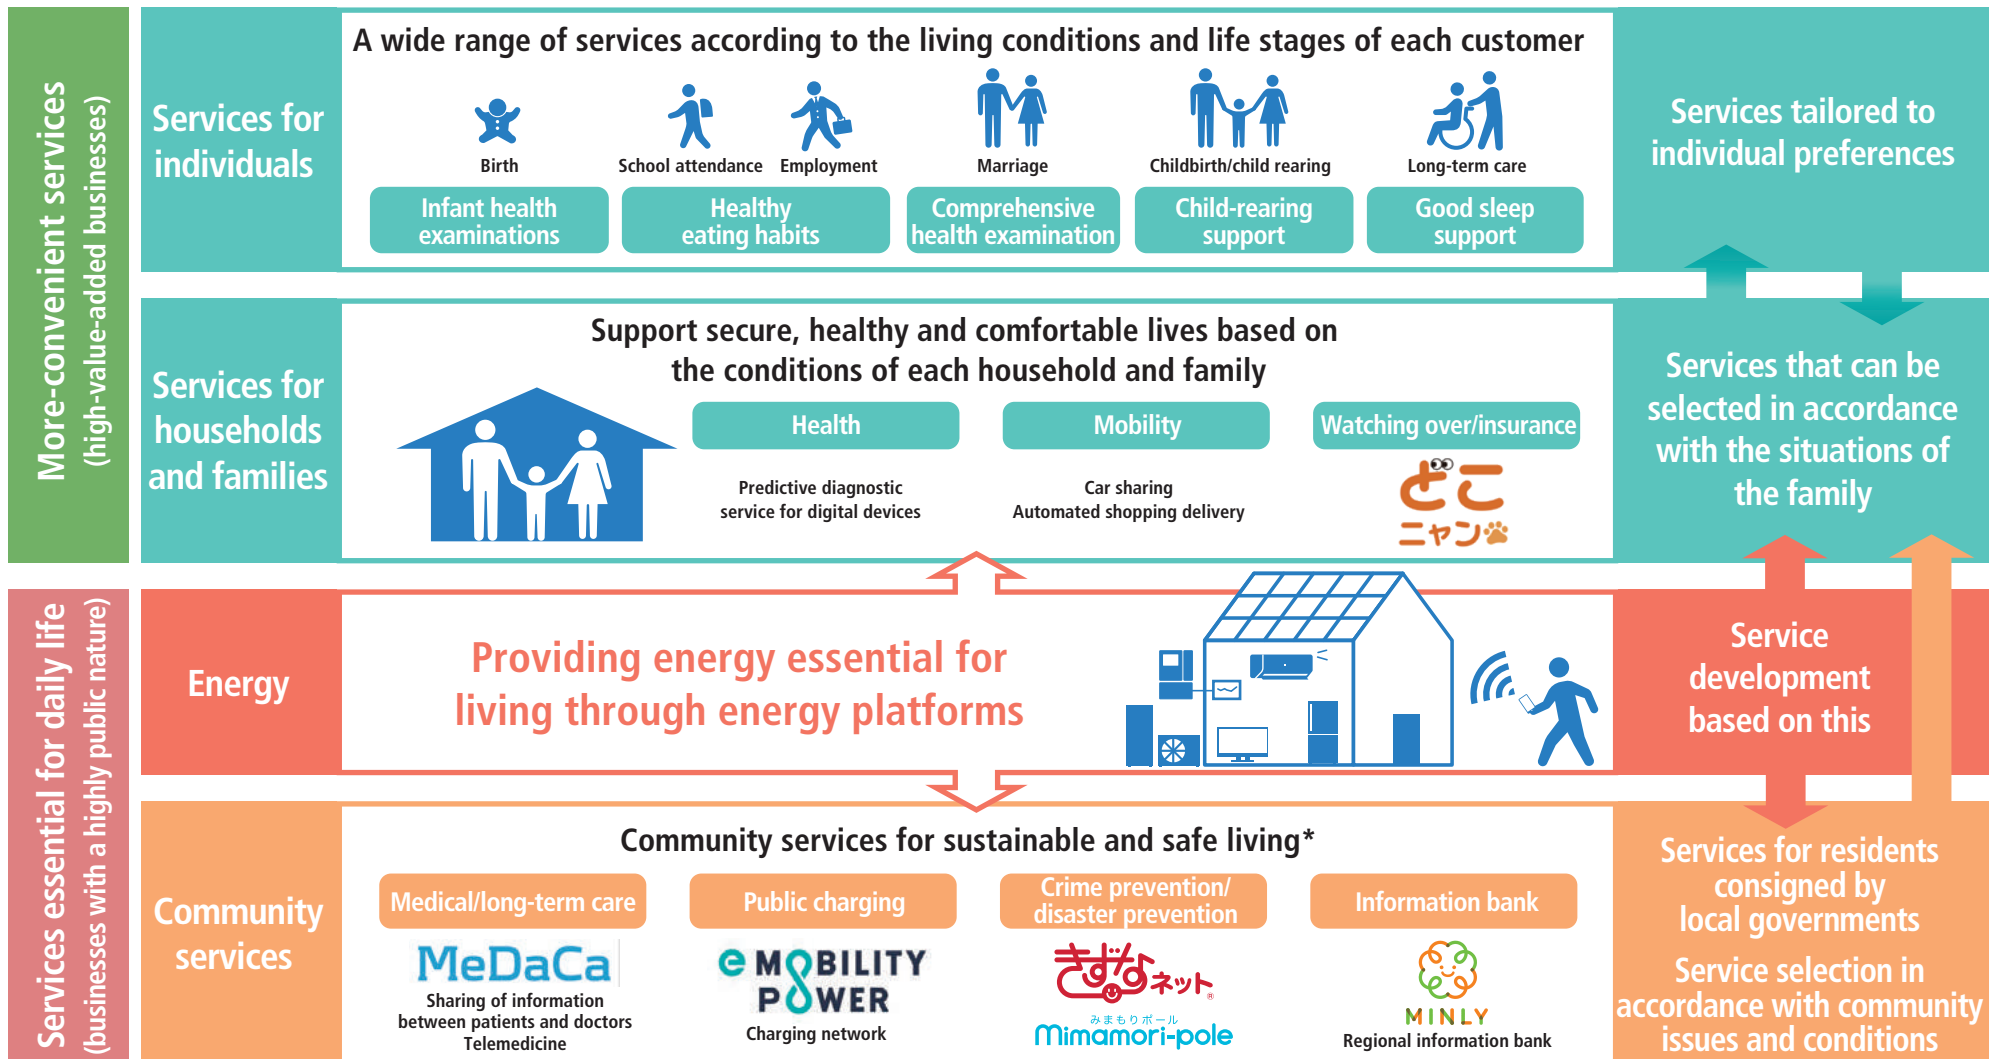 More-convenient services
(high-value-added businesses)
Services for
individuals
A wide range of services according to the living conditions and life stages of each customer
Birth
School attendance
Employment
Marriage
Childbirth/child rearing
Long-term care
Infant health
examinations
Healthy
eating habits
Comprehensive
health examination
Child-rearing
support
Good sleep
support
Services tailored to
individual preferences
Services for
households
and families
Support secure, healthy and comfortable lives based on
the conditions of each household and family
Health
Predictive diagnostic
service for digital devices
Mobility
Car sharing
Automated shopping delivery
Watching over/insurance
どこ
ニャン
Services that can be
selected in accordance
with the situations of
the family
Services essential for daily life
(businesses with a highly public nature)
Energy
Providing energy essential for
living through energy platforms
Service
development
based on this
Community
services
Community services for sustainable and safe living*
Medical/long-term care
MeDaCa
Sharing of information
between patients and doctors
Telemedicine
Public charging
e MOBILITY
POWER
Charging network
Crime prevention/
disaster prevention
きずなネット®
みまもりポール
Mimamori-pole
Information bank
MINLY
Regional information bank
Services for residents
consigned by
local governments
Service selection in
accordance with community
issues and conditions